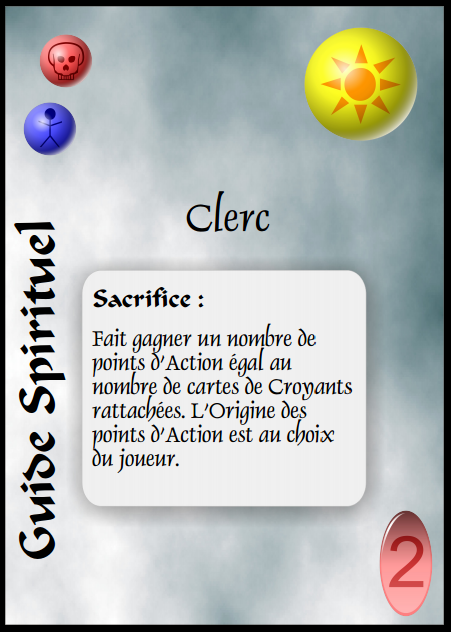 Clerc
Guide Spirituel
Sacrifice :
Fait gagner un nombre de
points d'Action égal au
nombre de cartes de Croyants
rattachées. L'Origine des
points d'Action est au choix
du joueur.
2